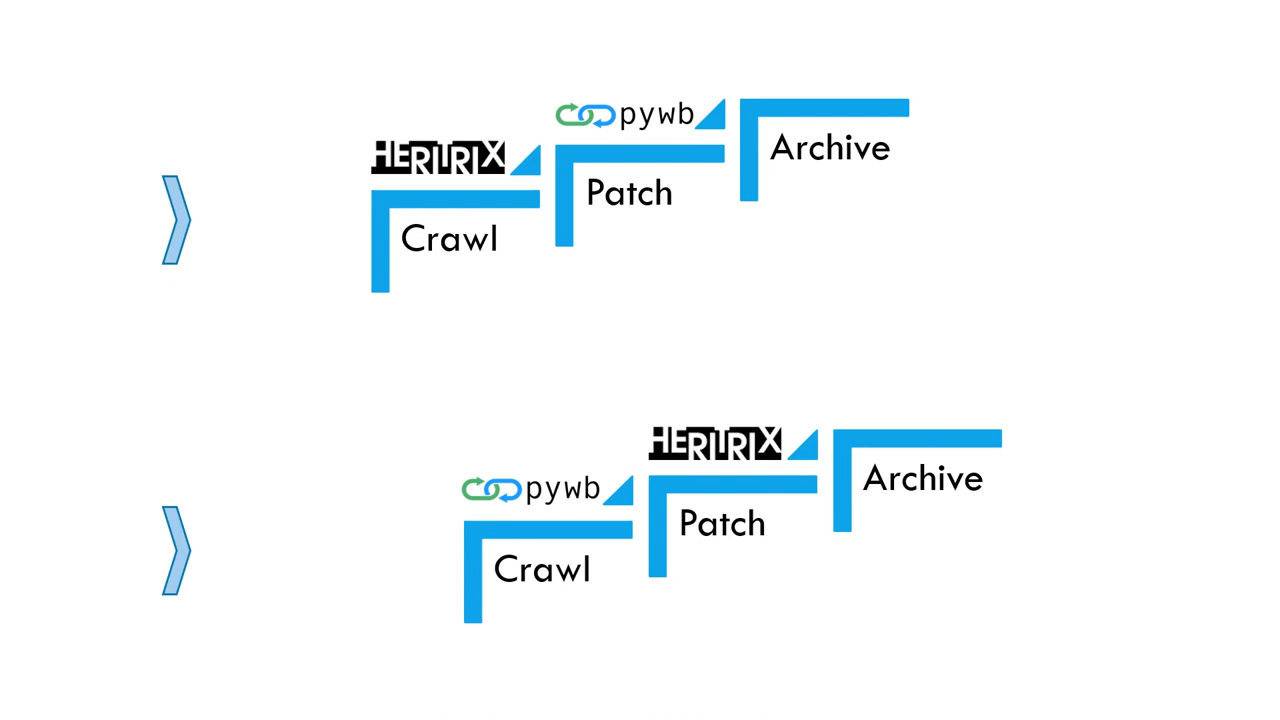 HERITRIX
pywb
Archive
Patch
Crawl
HERITRIX
pywb
Archive
Patch
Crawl